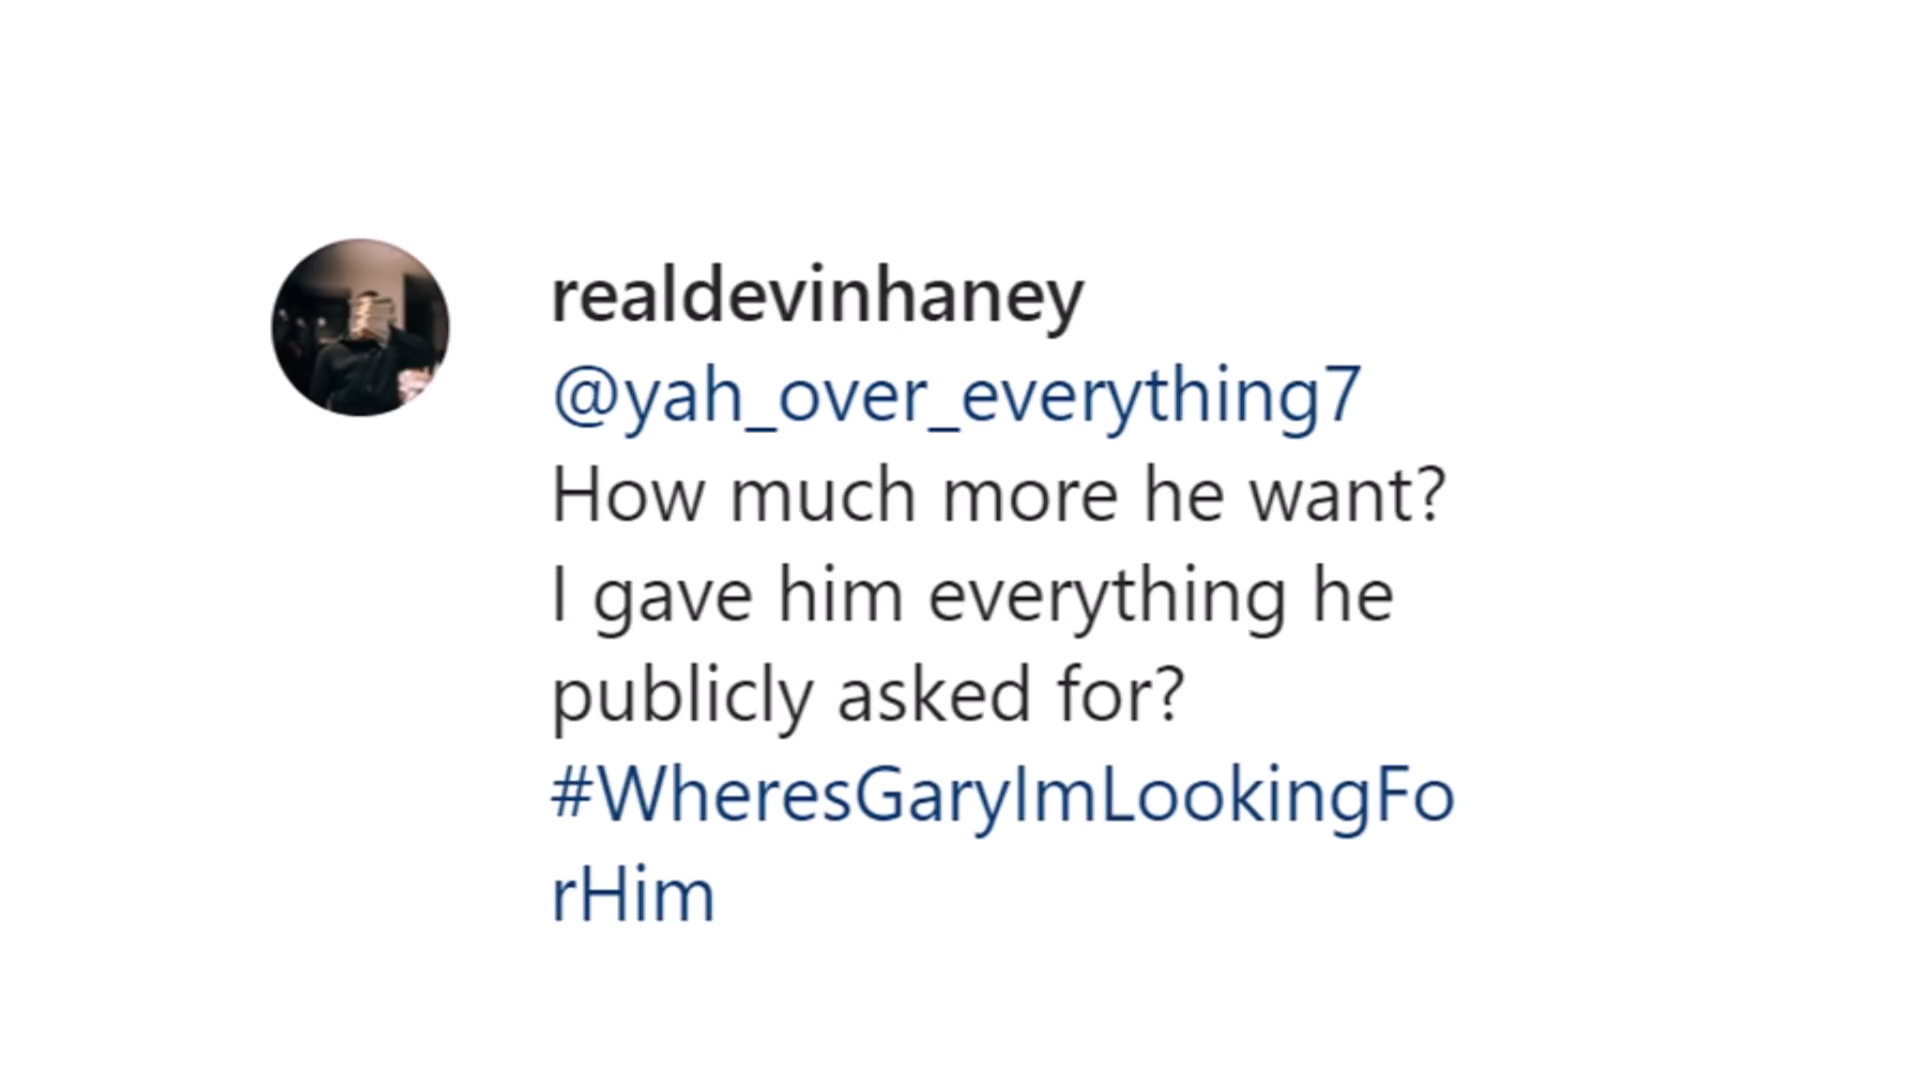 realdevinhaney
@yah_over_everything7
How much more he want?
I gave him everything he
publicly asked for?
#WheresGaryImLookingFo
rHim